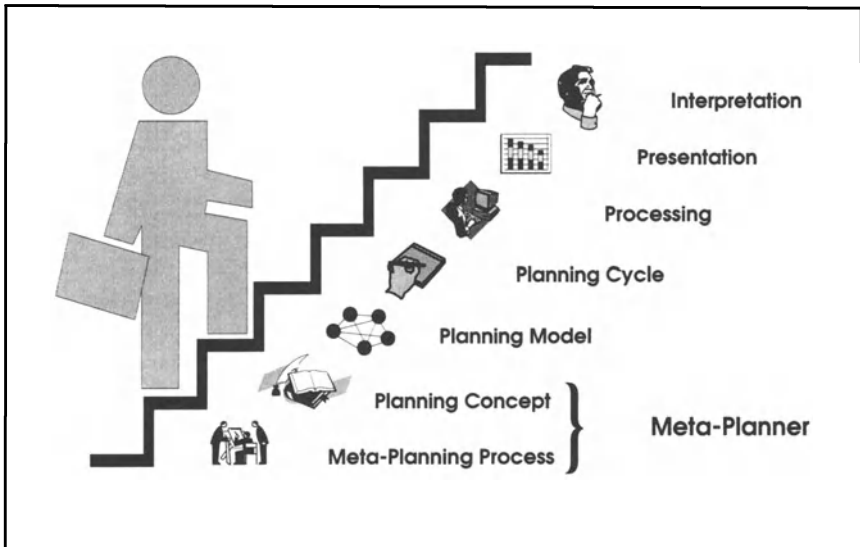 Interpretation
Presentation
Processing
Planning Cycle
Planning Model
Planning Concept
Meta-Planning Process
Meta-Planner